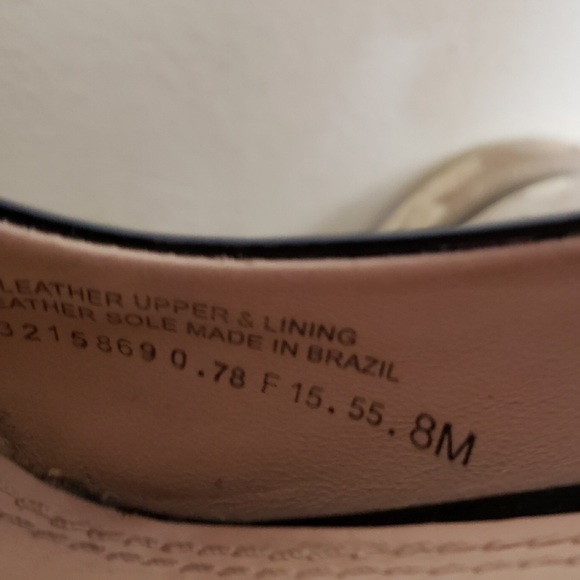 LEATHER UPPER & LINING
EATHER SOLE MADE IN BRAZIL
3215869 0.78 F 15.55.8M